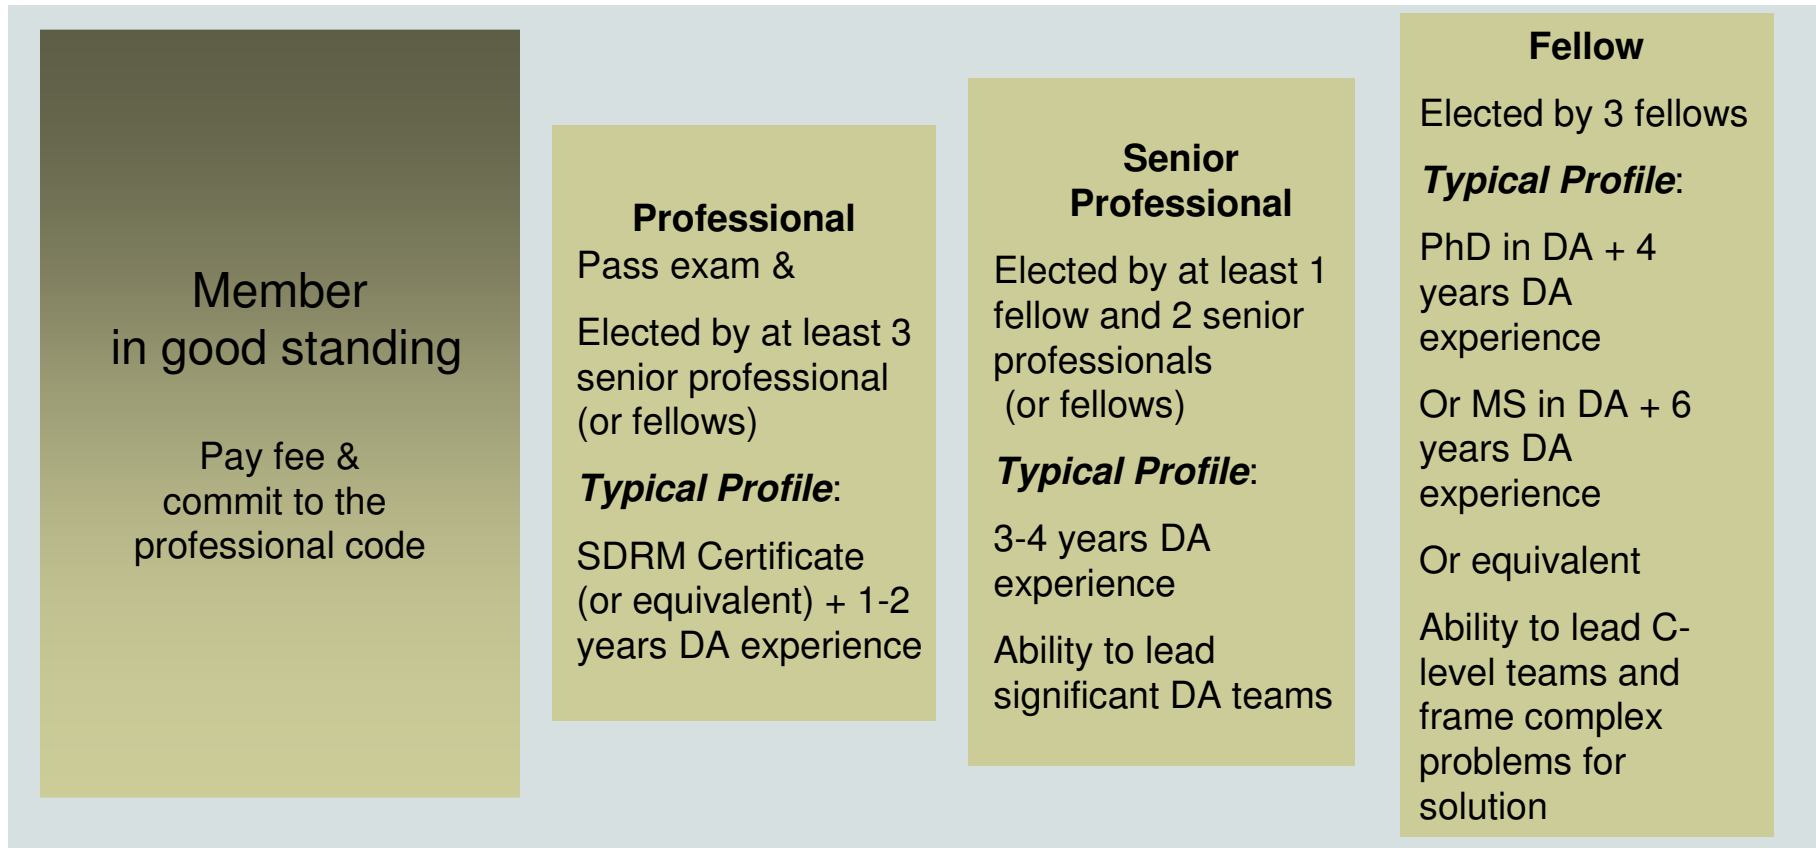 Member
in good standing
Pay fee &
commit to the
professional code
Professional
Pass exam &
Elected by at least 3
senior professional
(or fellows)
Typical Profile:
SDRM Certificate
(or equivalent) + 1-2
years DA experience
Senior
Professional
Elected by at least 1
fellow and 2 senior
professionals
(or fellows)
Typical Profile:
3-4 years DA
experience
Ability to lead
significant DA teams
Fellow
Elected by 3 fellows
Typical Profile:
PhD in DA + 4
years DA
experience
Or MS in DA + 6
years DA
experience
Or equivalent
Ability to lead C-
level teams and
frame complex
problems for
solution